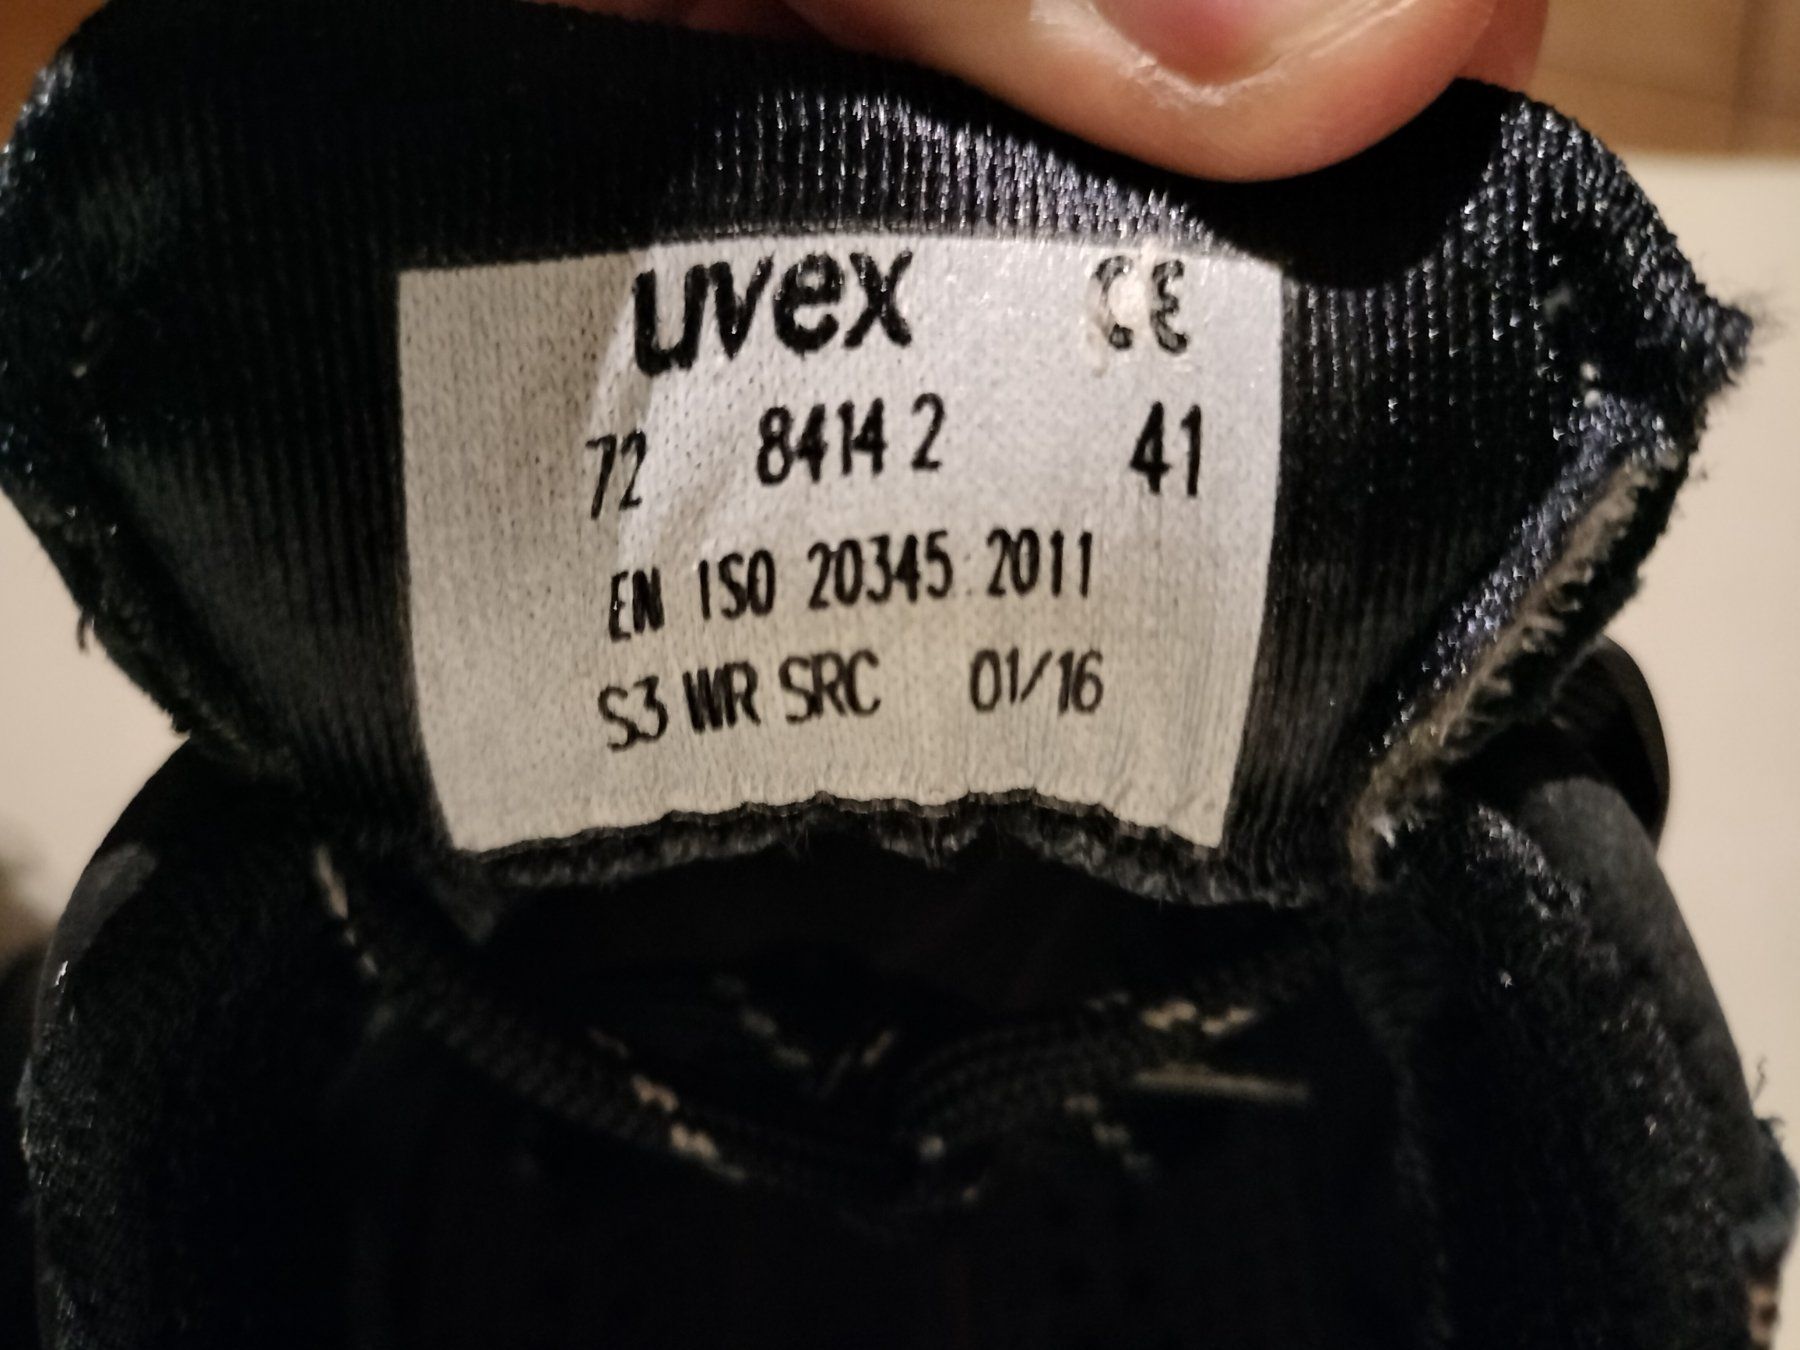 uvex CE
72 8414 2 41
EN ISO 20345:2011
S3 WR SRC 01/16